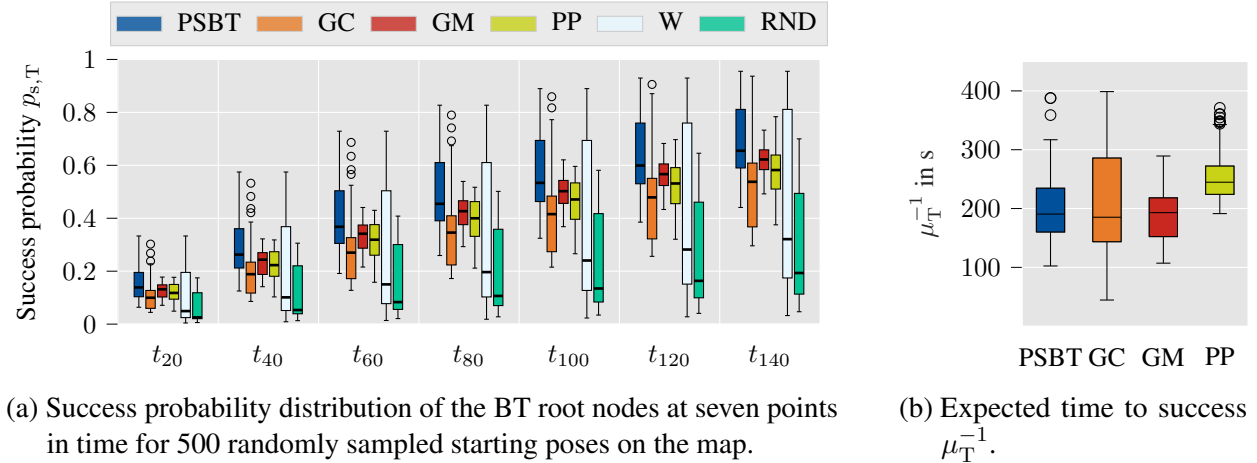 PSBT GC GM PP W RND
Success probability p_{s,T}
1
0.8
0.6
0.4
0.2
0
t_{20} t_{40} t_{60} t_{80} t_{100} t_{120} t_{140}
(a) Success probability distribution of the BT root nodes at seven points
in time for 500 randomly sampled starting poses on the map.
μ_T^{-1} in s
400
300
200
100
PSBT GC GM PP
(b) Expected time to success
μ_T^{-1}.